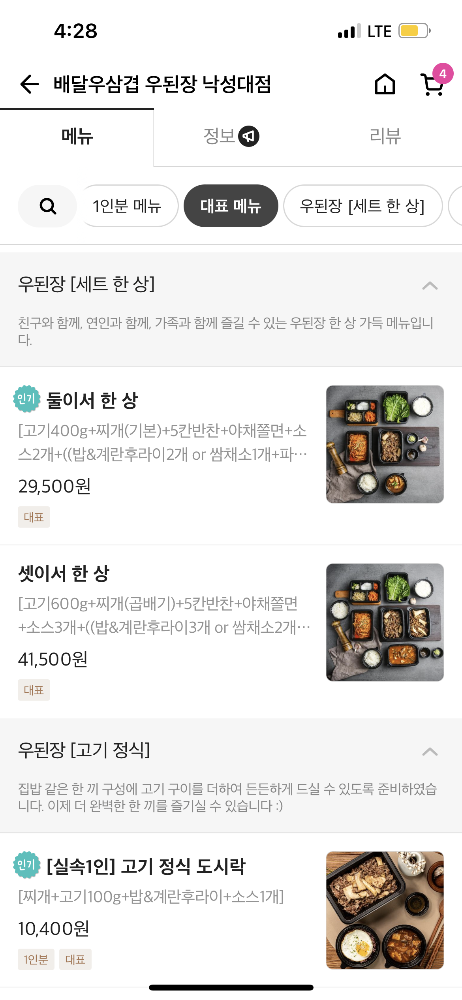 4:28
LTE
배달우삼겹 우된장 낙성대점
4
메뉴
정보
리뷰
1인분 메뉴
대표 메뉴
우된장 [세트 한 상]
우된장 [세트 한 상]
친구와 함께, 연인과 함께, 가족과 함께 즐길 수 있는 우된장 한 상 가득 메뉴입니
다.
인기 둘이서 한 상
[고기400g+찌개(기본)+5칸반찬+야채쫄면+소
스2개+((밥&계란후라이2개 or 쌈채소1개+파…
29,500원
대표
셋이서 한 상
[고기600g+찌개(곱배기)+5칸반찬+야채쫄면
+소스3개+((밥&계란후라이3개 or 쌈채소2개…
41,500원
대표
우된장 [고기 정식]
집밥 같은 한 끼 구성에 고기 구이를 더하여 든든하게 드실 수 있도록 준비하였습
니다. 이제 더 완벽한 한 끼를 즐기실 수 있습니다 :)
인기 [실속1인] 고기 정식 도시락
[찌개+고기100g+밥&계란후라이+소스1개]
10,400원
1인분 대표